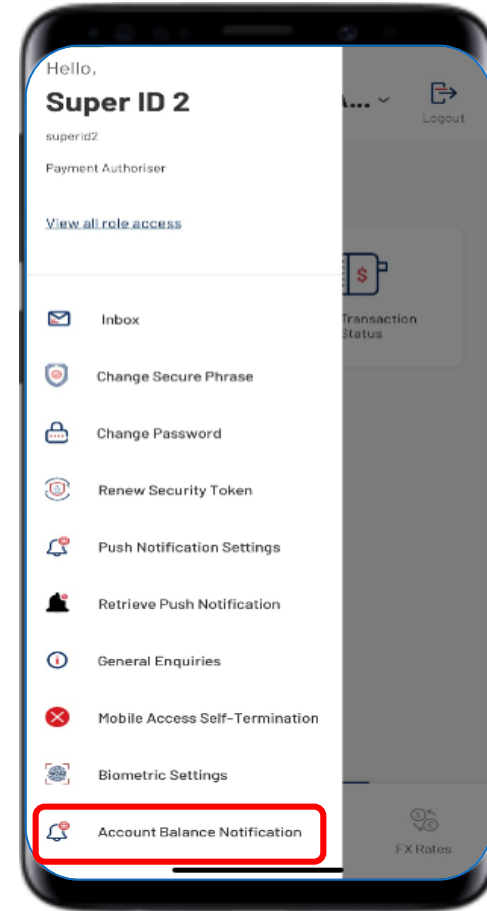 Hello,
Super ID 2
superid2
Payment Authoriser
View all role access
Inbox
Change Secure Phrase
Change Password
Renew Security Token
Push Notification Settings
Retrieve Push Notification
General Enquiries
Mobile Access Self-Termination
Biometric Settings
Account Balance Notification
Logout
Transaction
Status
FX Rates